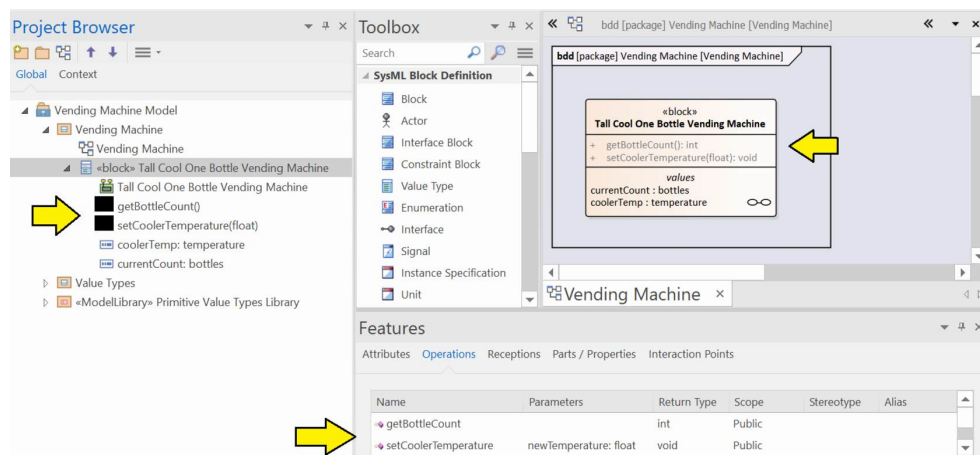 Project Browser
Global Context
Vending Machine Model
Vending Machine
Vending Machine
«block» Tall Cool One Bottle Vending Machine
Tall Cool One Bottle Vending Machine
getBottleCount()
setCoolerTemperature(float)
coolerTemp: temperature
currentCount: bottles
Value Types
«ModelLibrary» Primitive Value Types Library
Toolbox
Search
SysML Block Definition
Block
Actor
Interface Block
Constraint Block
Value Type
Enumeration
Interface
Signal
Instance Specification
Unit
bdd [package] Vending Machine [Vending Machine]
bdd [package] Vending Machine [Vending Machine]
«block»
Tall Cool One Bottle Vending Machine
+ getBottleCount(): int
+ setCoolerTemperature(float): void
values
currentCount : bottles
coolerTemp : temperature
Vending Machine ×
Features
Attributes Operations Receptions Parts / Properties Interaction Points
Name Parameters Return Type Scope Stereotype Alias
getBottleCount int Public
setCoolerTemperature newTemperature: float void Public